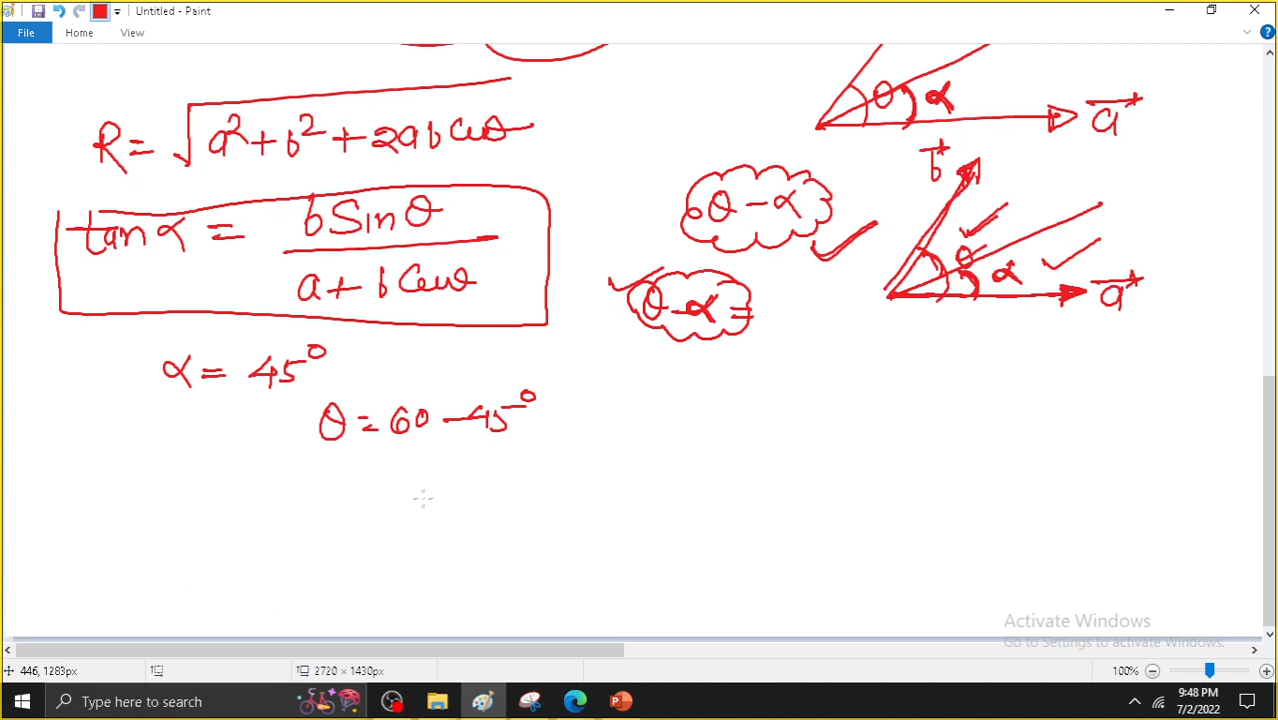 Untitled - Paint
File Home View
R = √a²+b²+2ab Cosθ
θ α a⃗
b⃗
tanα = b Sinθ
a + b Cosθ
θ - α
θ α a⃗
θ - α =
α = 45°
θ = 60 - 45°
Activate Windows
Go to Settings to activate Windows.
446, 1283px 2720 × 1430px 100%
Type here to search
9:48 PM
7/2/2022